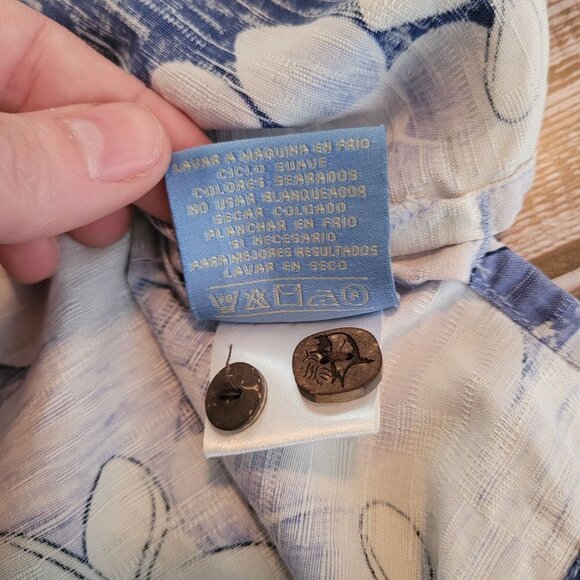 LAVAR A MAQUINA EN FRIO
CICLO SUAVE
COLORES SEARADOS
NO USAR BLANQUEADOR
SECAR COLGADO
PLANCHAR EN FRIO
SI NECESARIO
PARA MEJORES RESULTADOS
LAVAR EN SECO
P